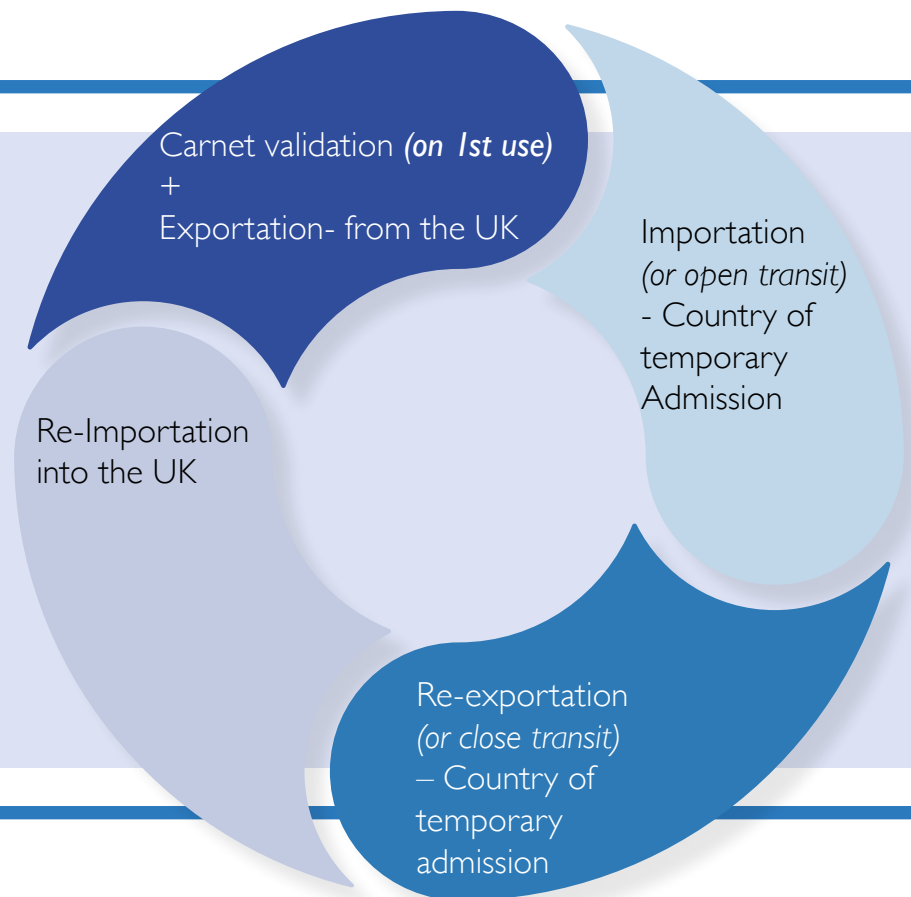 Carnet validation (on 1st use)
+
Exportation- from the UK
Importation
(or open transit)
- Country of
temporary
Admission
Re-exportation
(or close transit)
– Country of
temporary
admission
Re-Importation
into the UK